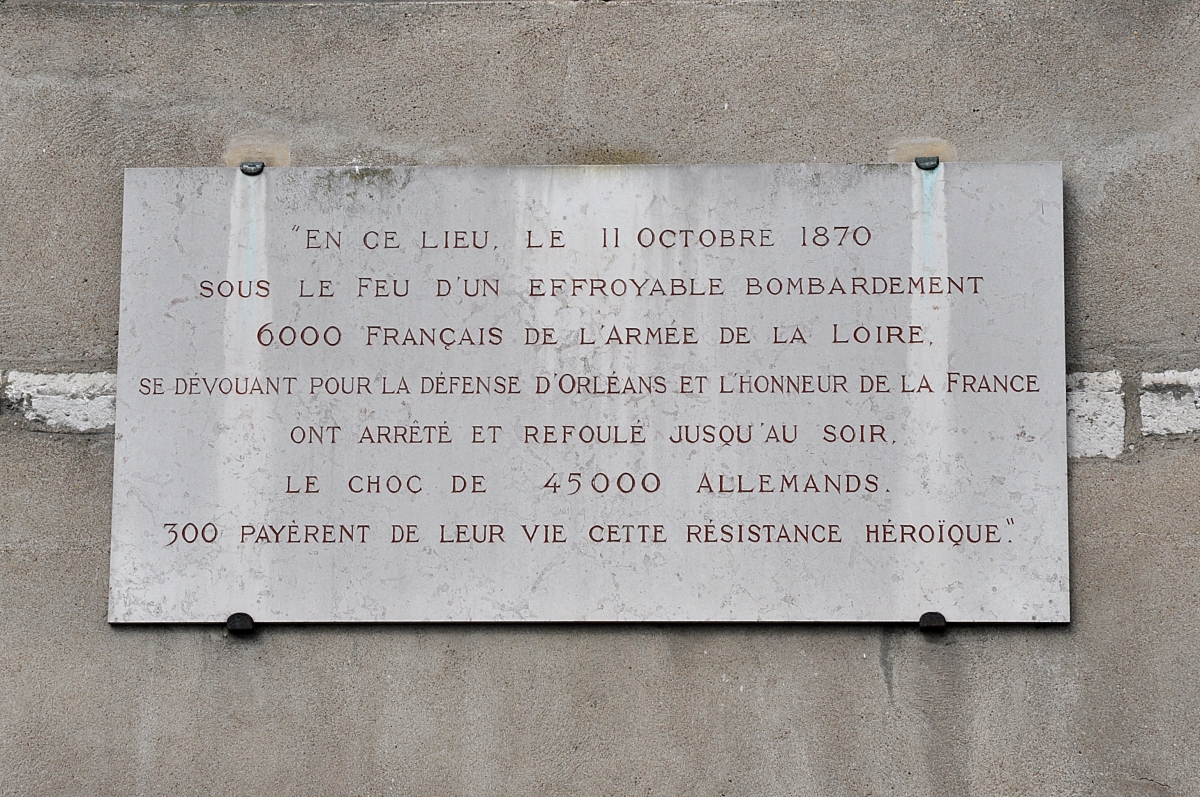 "En ce Lieu, le 11 octobre 1870
sous le Feu d'un effroyable bombardement
6000 Français de l'Armée de la Loire,
se dévouant pour la défense d'Orléans et l'honneur de la France
ont arrêté et refoulé jusqu'au soir,
le choc de 45000 Allemands.
300 payèrent de leur vie cette résistance héroïque."